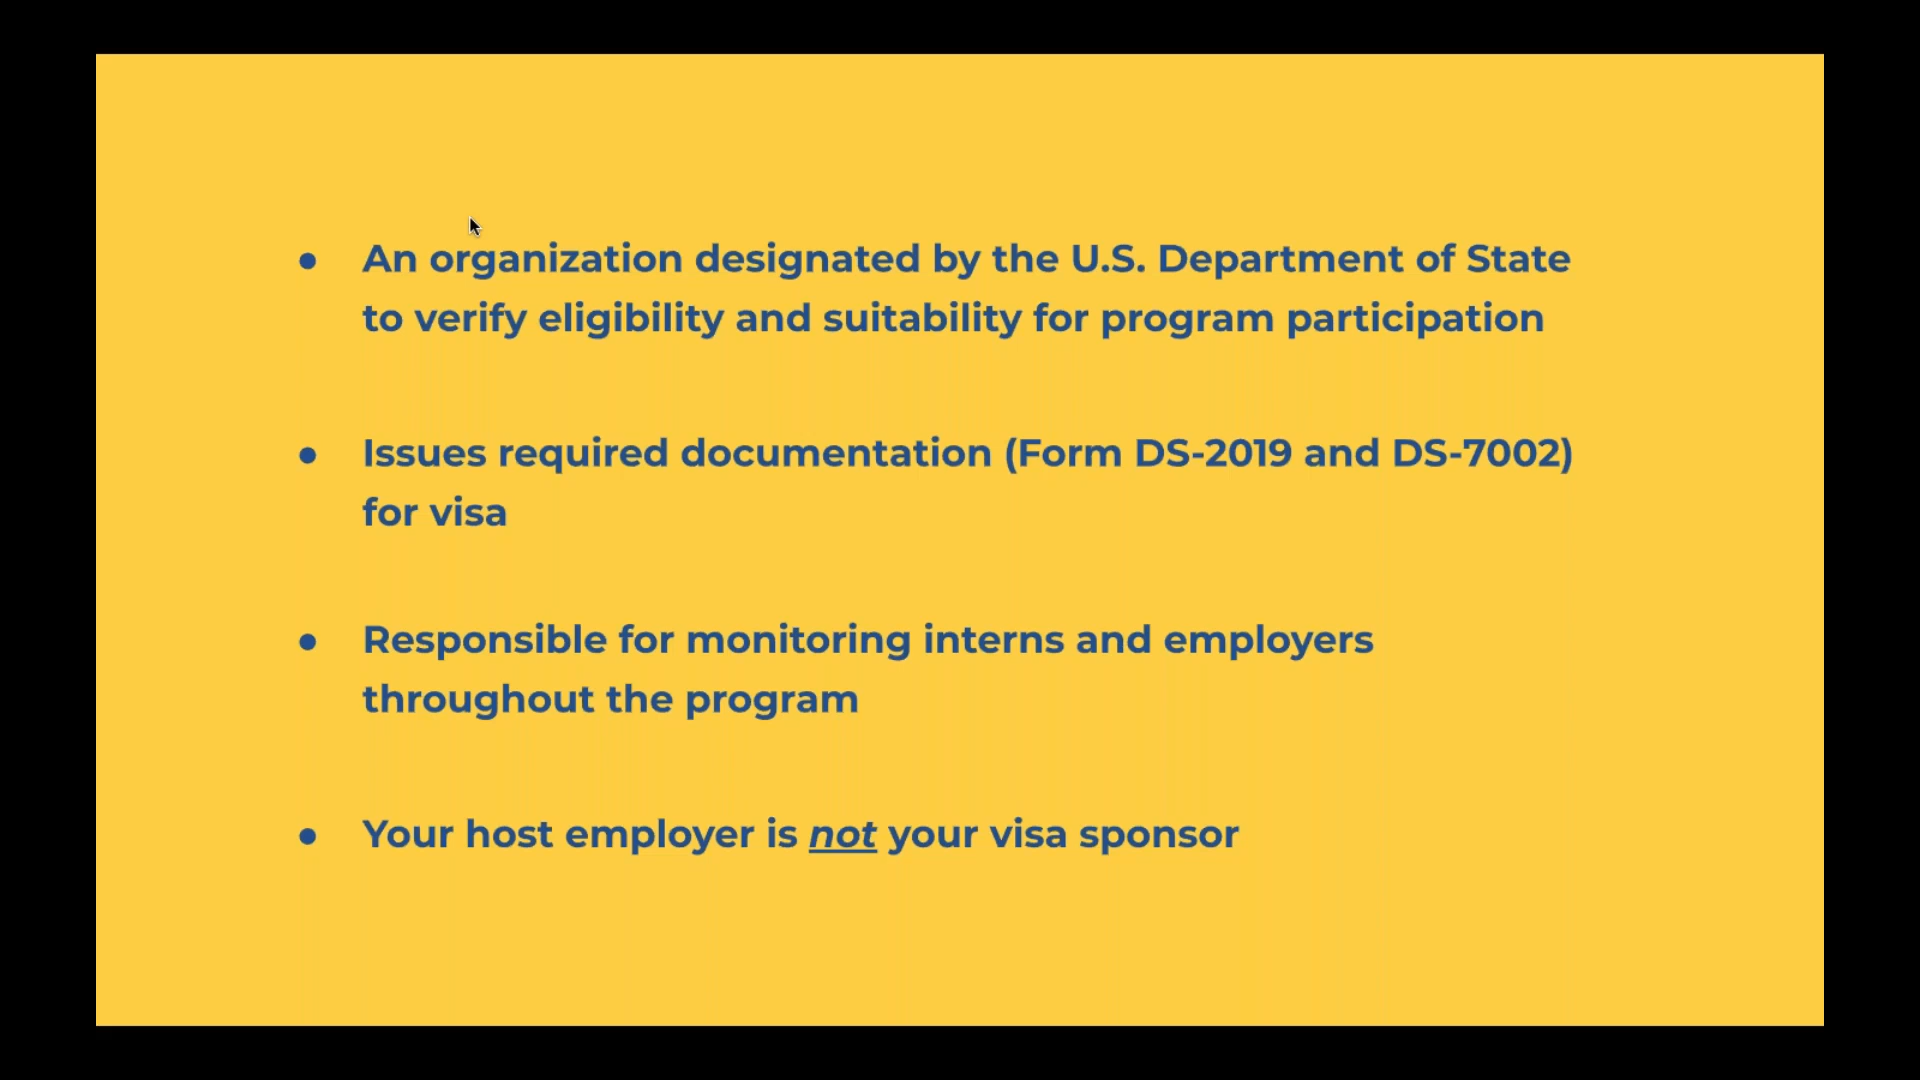 ● An organization designated by the U.S. Department of State
to verify eligibility and suitability for program participation
● Issues required documentation (Form DS-2019 and DS-7002)
for visa
● Responsible for monitoring interns and employers
throughout the program
● Your host employer is not your visa sponsor